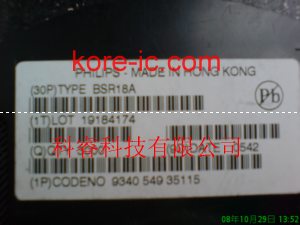 kore-ic.com
PHILIPS - MADE IN HONG KONG
(30P)TYPE BSR18A
Pb
(1T)LOT 19184174
科睿科技有限公司
(1P)CODENO 9340 549 35115
08年10月29日 13:52